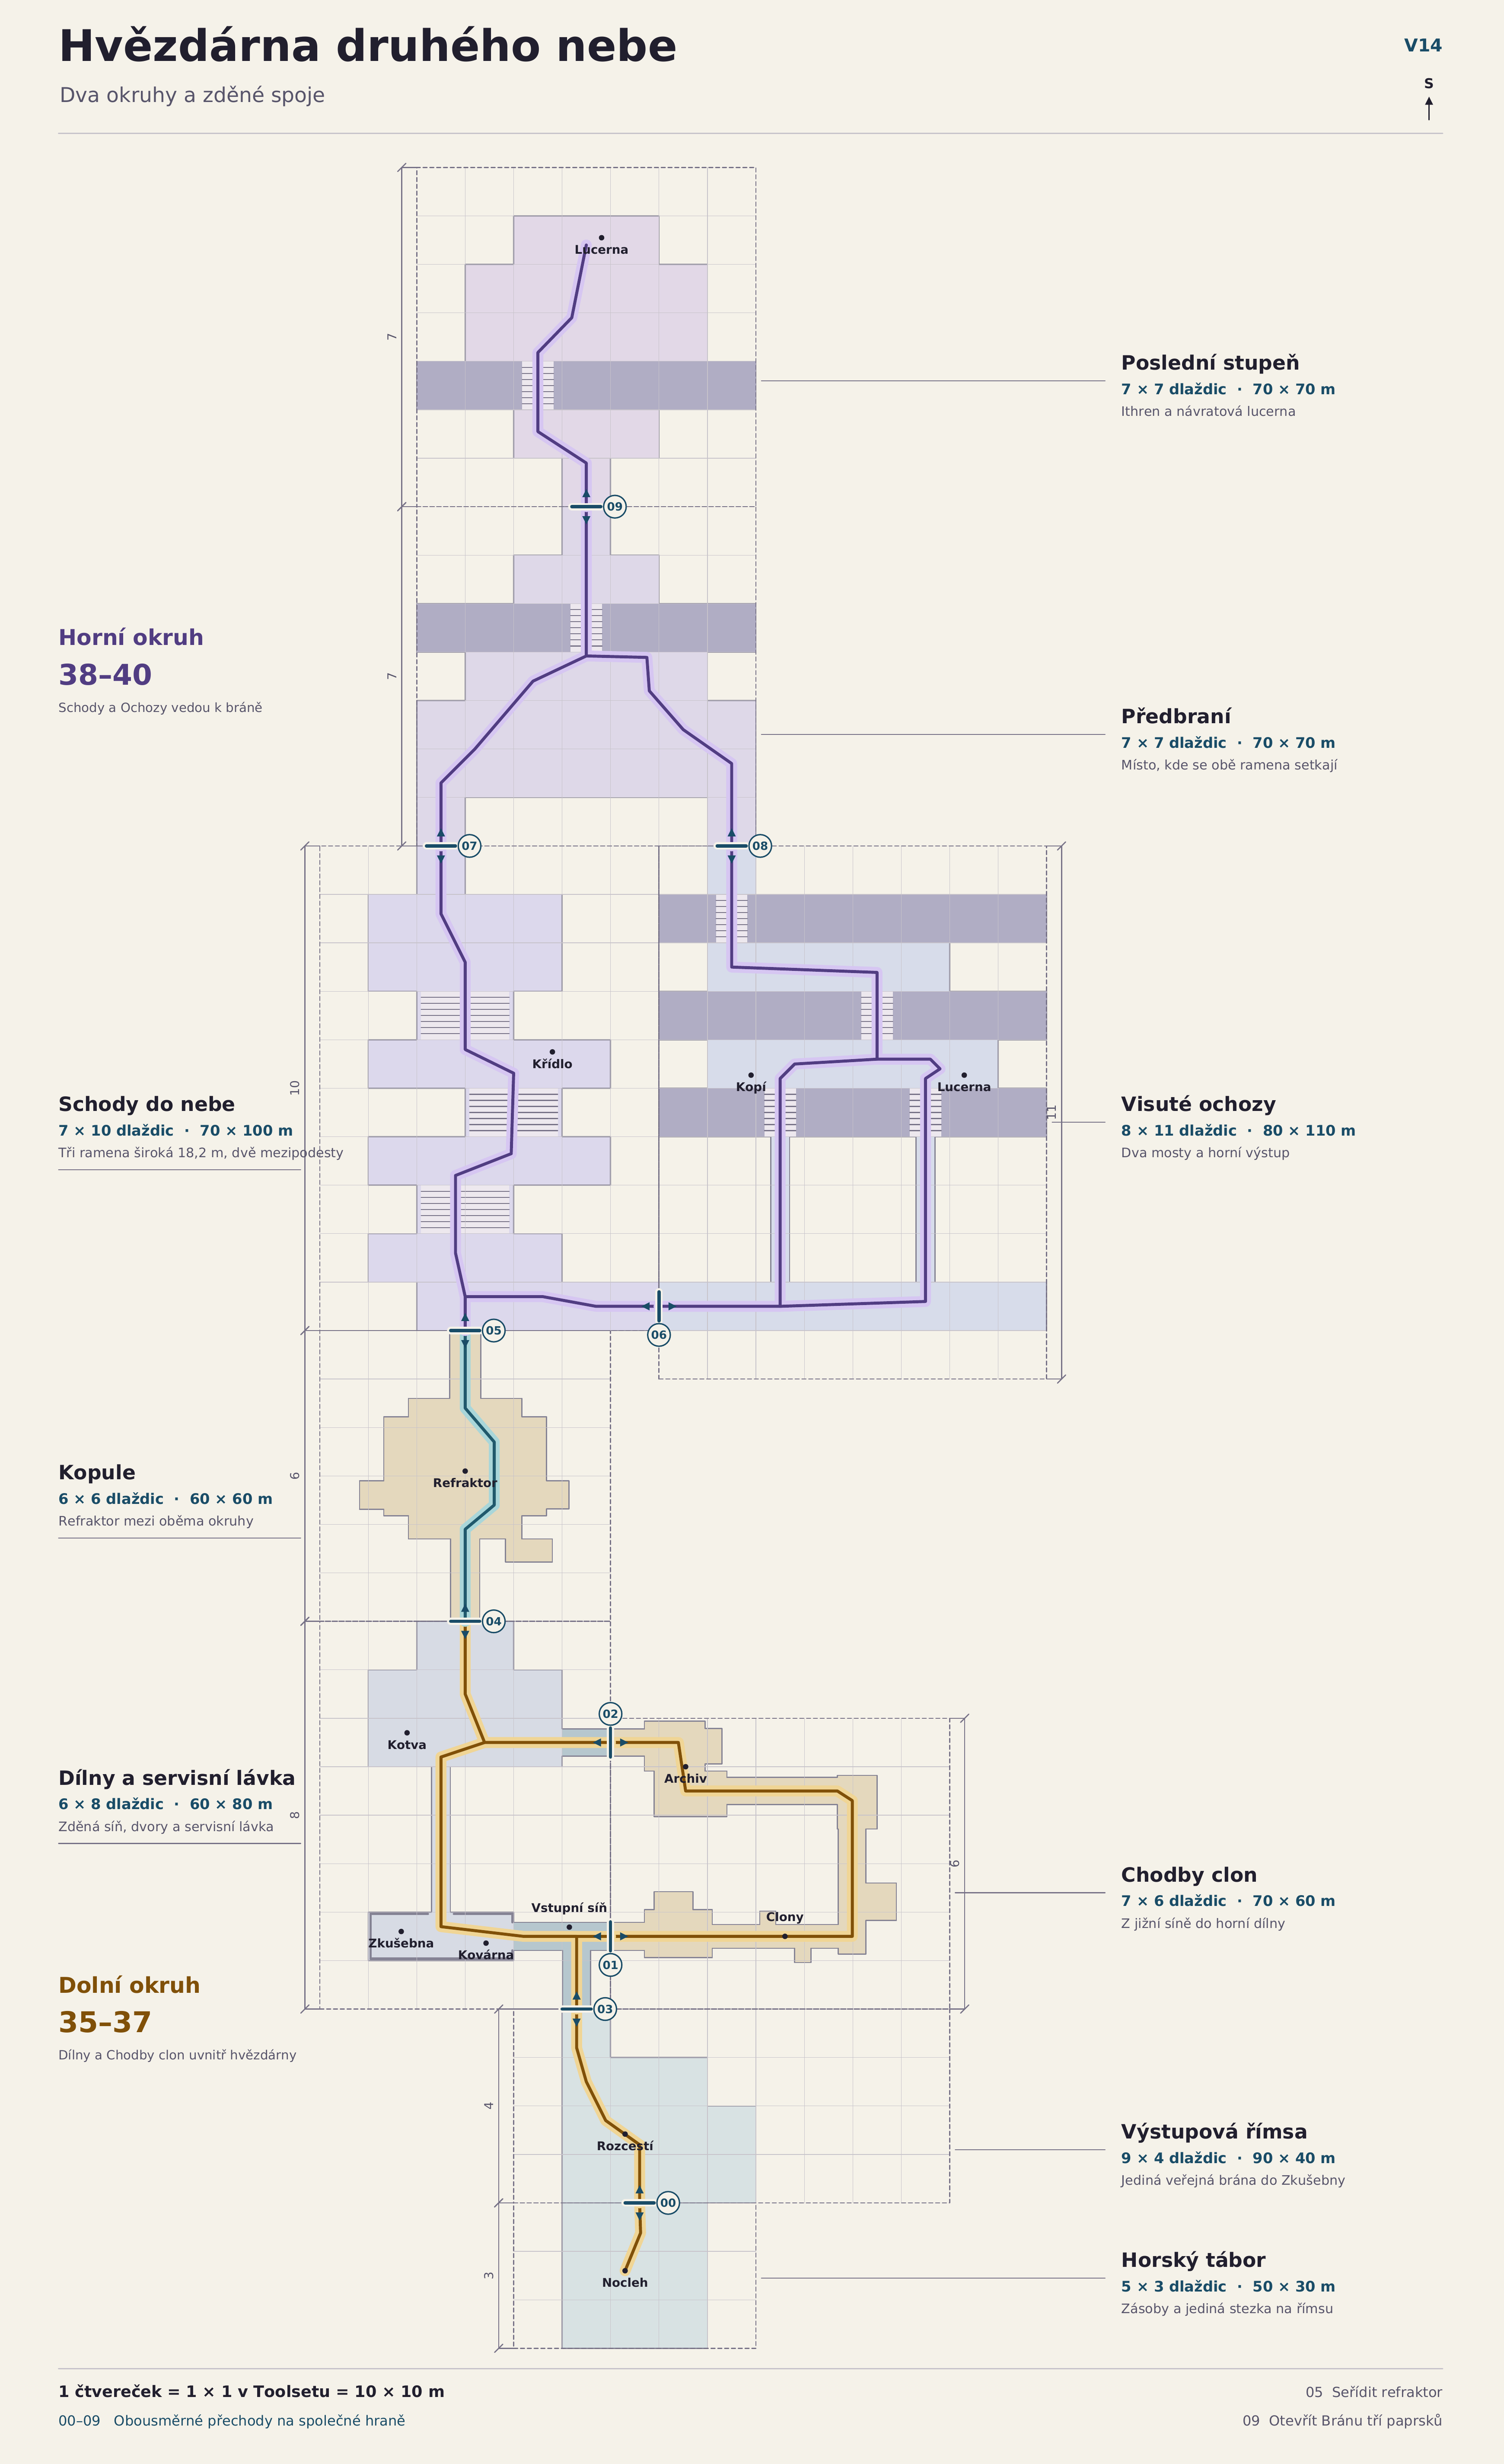 Hvězdárna druhého nebe
V14
Dva okruhy a zděné spoje
S
Lucerna
7
Poslední stupeň
7 × 7 dlaždic · 70 × 70 m
Ithren a návratová lucerna
09
Horní okruh
38–40
Schody a Ochozy vedou k bráně
7
Předbraní
7 × 7 dlaždic · 70 × 70 m
Místo, kde se obě ramena setkají
07
08
Křídlo
Kopí
Lucerna
10
11
Schody do nebe
7 × 10 dlaždic · 70 × 100 m
Tři ramena široká 18,2 m, dvě mezipodesty
Visuté ochozy
8 × 11 dlaždic · 80 × 110 m
Dva mosty a horní výstup
05
06
Kopule
6 × 6 dlaždic · 60 × 60 m
Refraktor mezi oběma okruhy
6
Refraktor
04
02
Kotva
Archiv
Dílny a servisní lávka
6 × 8 dlaždic · 60 × 80 m
Zděná síň, dvory a servisní lávka
8
6
Chodby clon
7 × 6 dlaždic · 70 × 60 m
Z jižní síně do horní dílny
Vstupní síň
Clony
Zkušebna
Kovárna
01
Dolní okruh
35–37
Dílny a Chodby clon uvnitř hvězdárny
03
4
Rozcestí
Výstupová římsa
9 × 4 dlaždic · 90 × 40 m
Jediná veřejná brána do Zkušebny
00
3
Nocleh
Horský tábor
5 × 3 dlaždic · 50 × 30 m
Zásoby a jediná stezka na římsu
1 čtvereček = 1 × 1 v Toolsetu = 10 × 10 m
05 Seřídit refraktor
00–09 Obousměrné přechody na společné hraně
09 Otevřít Bránu tří paprsků